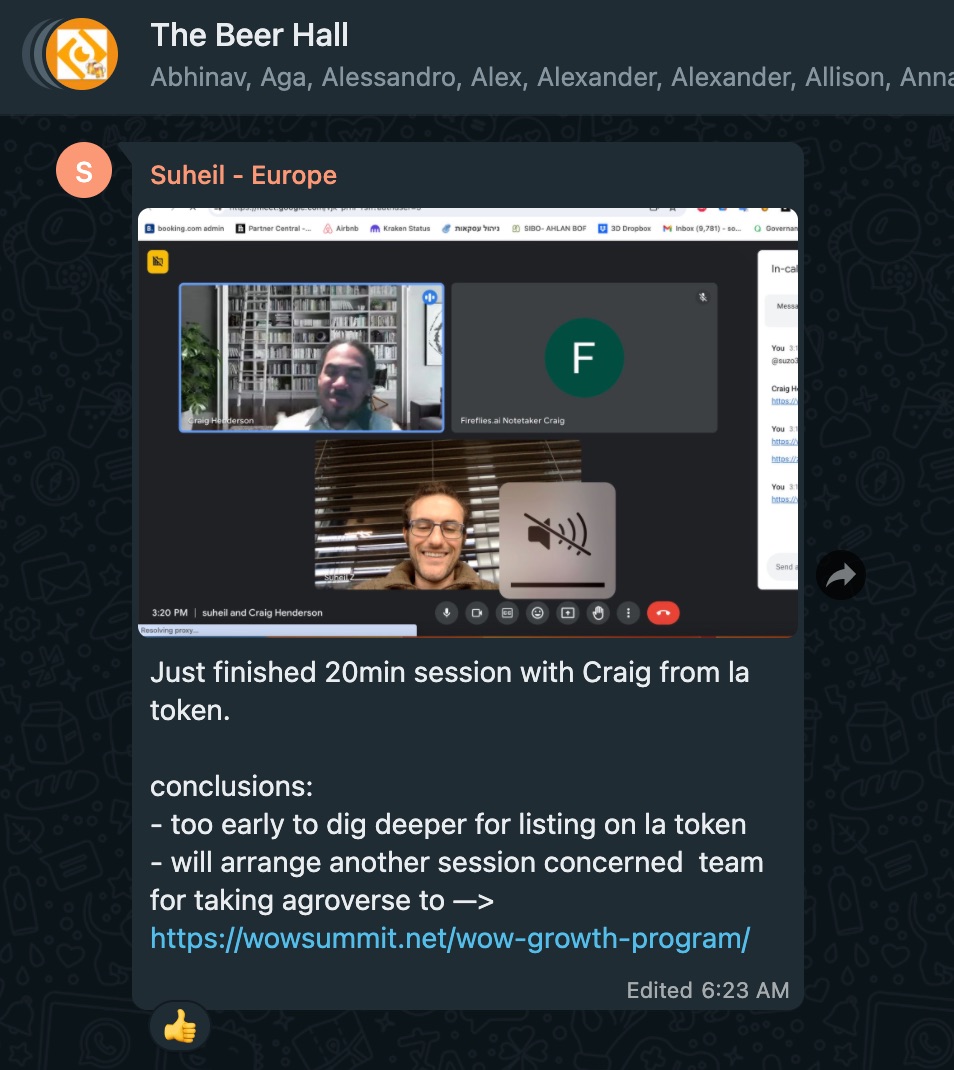 The Beer Hall
Abhinav, Aga, Alessandro, Alex, Alexander, Alexander, Allison, Anna
S
Suheil - Europe
booking.com admin Partner Central -... Airbnb Kraken Status ניהול עסקאות SIBO- AHLAN BOF 3D Dropbox Inbox (9,781) - so... Governan
In-cal
Messa
You 3:1
@suzo3
Craig H
https://
You 3:1
https://
https://
You 3:1
https://
Send a
F
Craig Henderson
Fireflies.ai Notetaker Craig
Suheil Z
3:20 PM | suheil and Craig Henderson
Resolving proxy...
Just finished 20min session with Craig from la
token.
conclusions:
- too early to dig deeper for listing on la token
- will arrange another session concerned  team
for taking agroverse to —>
https://wowsummit.net/wow-growth-program/
Edited 6:23 AM